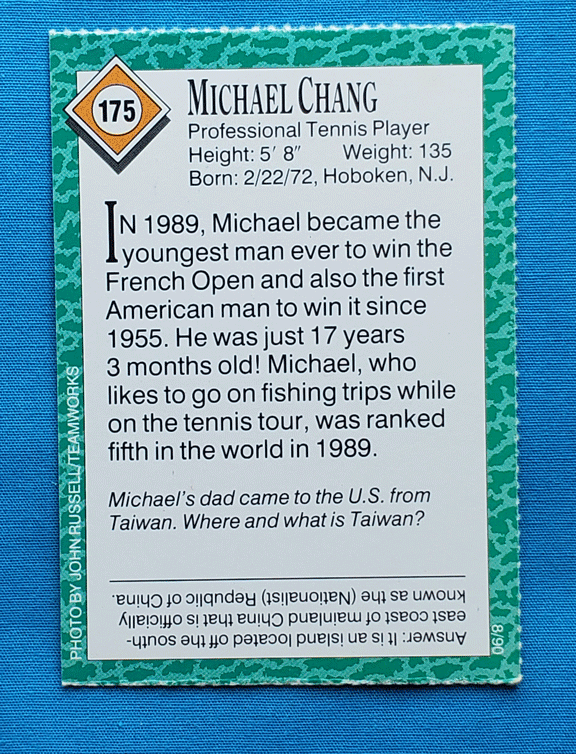 175
MICHAEL CHANG
Professional Tennis Player
Height: 5' 8" Weight: 135
Born: 2/22/72, Hoboken, N.J.
IN 1989, Michael became the
youngest man ever to win the
French Open and also the first
American man to win it since
1955. He was just 17 years
3 months old! Michael, who
likes to go on fishing trips while
on the tennis tour, was ranked
fifth in the world in 1989.
Michael's dad came to the U.S. from
Taiwan. Where and what is Taiwan?
Answer: It is an island located off the south-
east coast of mainland China that is officially
known as the (Nationalist) Republic of China.
PHOTO BY JOHN RUSSELL/TEAMWORKS
06/8